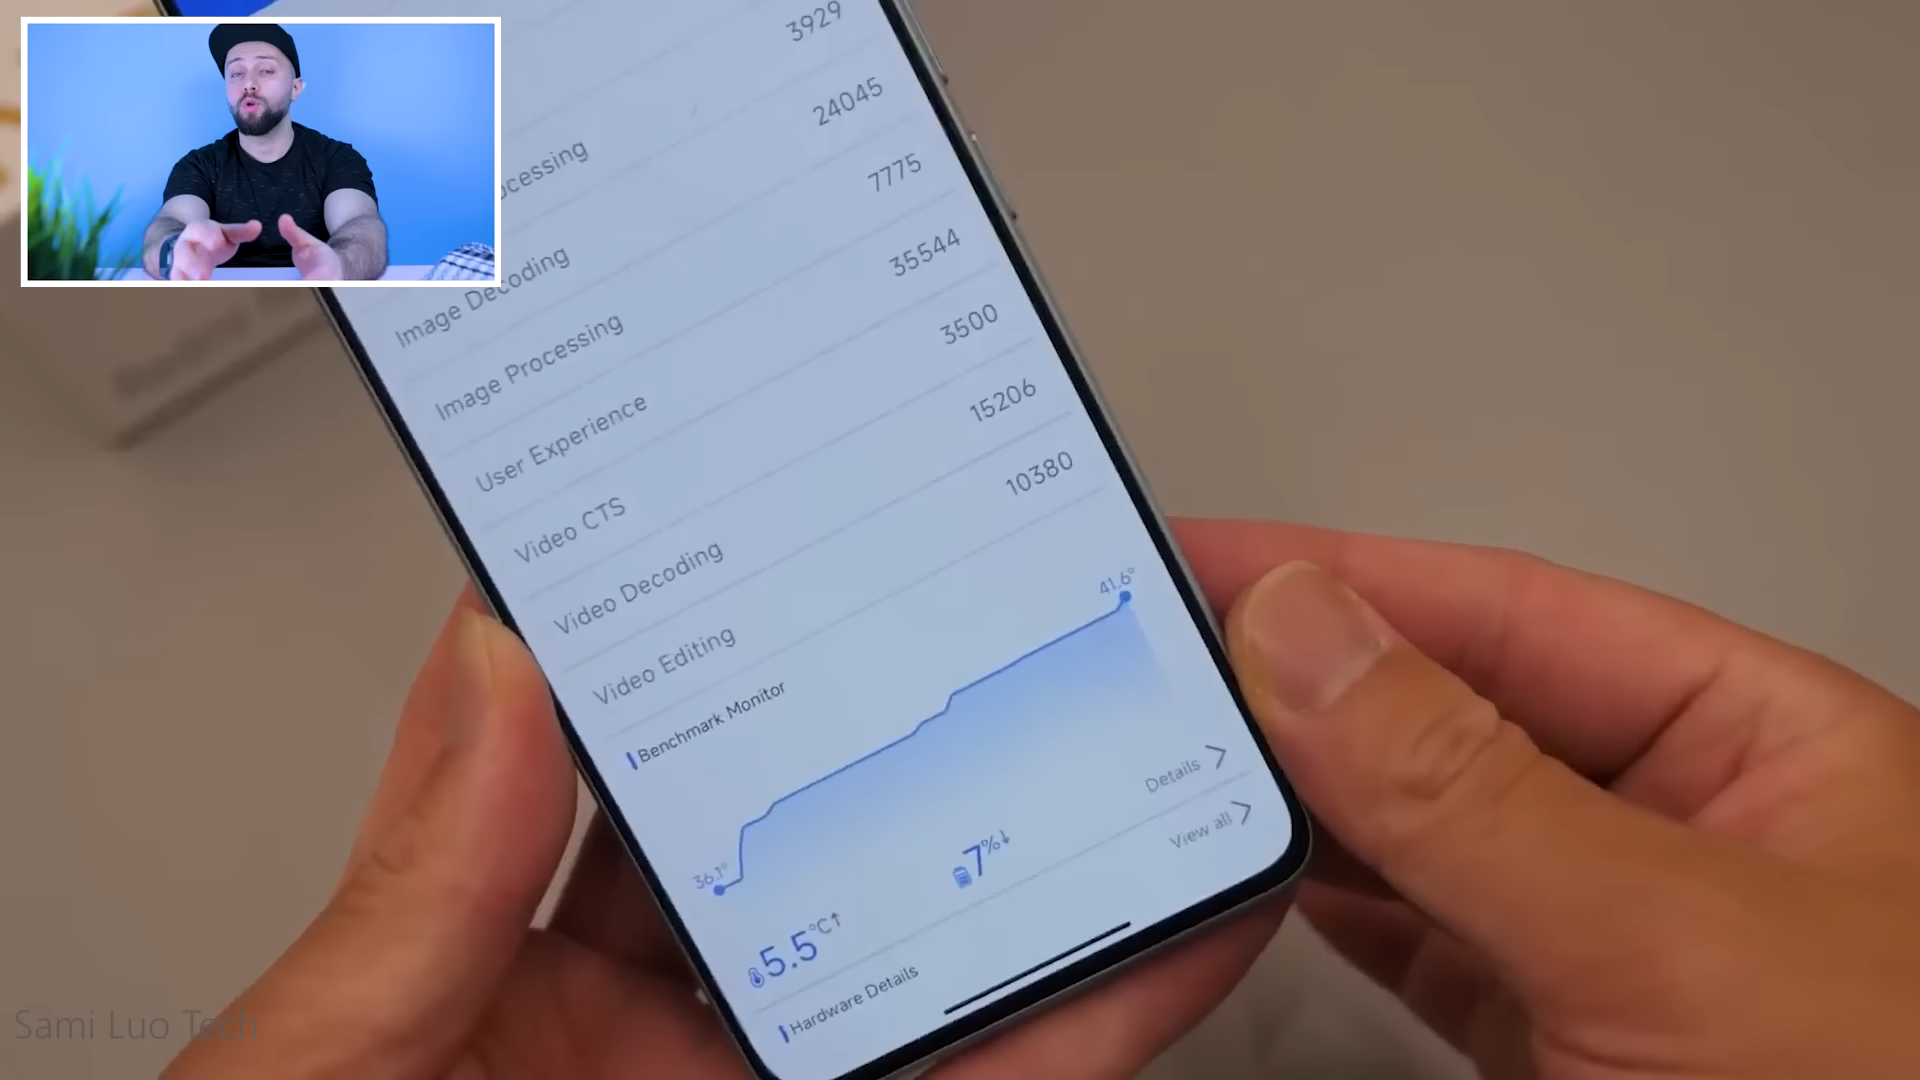 ocessing 3929
Image Decoding 24045
Image Processing 7775
User Experience 35544
Video CTS 3500
Video Decoding 15206
Video Editing 10380
Benchmark Monitor
41.6°
36.1°
Details
5.5°C↑ 7%↓
View all
Hardware Details
Sami Luo Tech